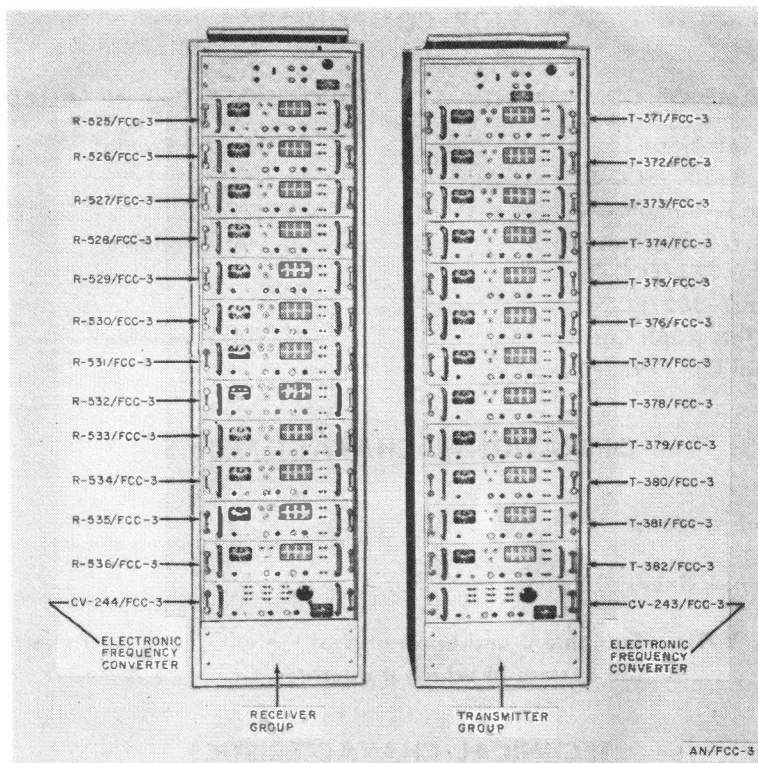 R-525/FCC-3
R-526/FCC-3
R-527/FCC-3
R-528/FCC-3
R-529/FCC-3
R-530/FCC-3
R-531/FCC-3
R-532/FCC-3
R-533/FCC-3
R-534/FCC-3
R-535/FCC-3
R-536/FCC-3
CV-244/FCC-3
ELECTRONIC
FREQUENCY
CONVERTER
RECEIVER
GROUP
T-371/FCC-3
T-372/FCC-3
T-373/FCC-3
T-374/FCC-3
T-375/FCC-3
T-376/FCC-3
T-377/FCC-3
T-378/FCC-3
T-379/FCC-3
T-380/FCC-3
T-381/FCC-3
T-382/FCC-3
CV-243/FCC-3
ELECTRONIC
FREQUENCY
CONVERTER
TRANSMITTER
GROUP
AN/FCC-3